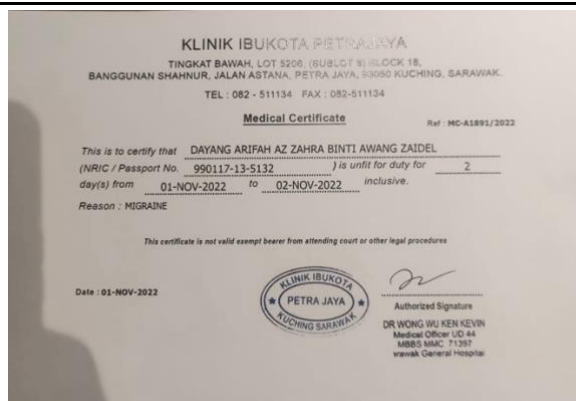 KLINIK IBUKOTA PETRAJAYA
TINGKAT BAWAH, LOT 5206, (SUBLOT 8) BLOCK 18,
BANGGUNAN SHAHNUR, JALAN ASTANA, PETRA JAYA, 93050 KUCHING, SARAWAK.
TEL : 082 - 511134 FAX : 082-511134
Medical Certificate
Ref : MC-A1891/2022
This is to certify that DAYANG ARIFAH AZ ZAHRA BINTI AWANG ZAIDEL
(NRIC / Passport No. 990117-13-5132 ) is unfit for duty for 2
day(s) from 01-NOV-2022 to 02-NOV-2022 inclusive.
Reason : MIGRAINE
This certificate is not valid exempt bearer from attending court or other legal procedures
Date : 01-NOV-2022
KLINIK IBUKOTA
PETRA JAYA
KUCHING SARAWAK
Authorized Signature
DR WONG WU KEN KEVIN
Medical Officer UD 44
MBBS MMC 71397
wawak General Hospital